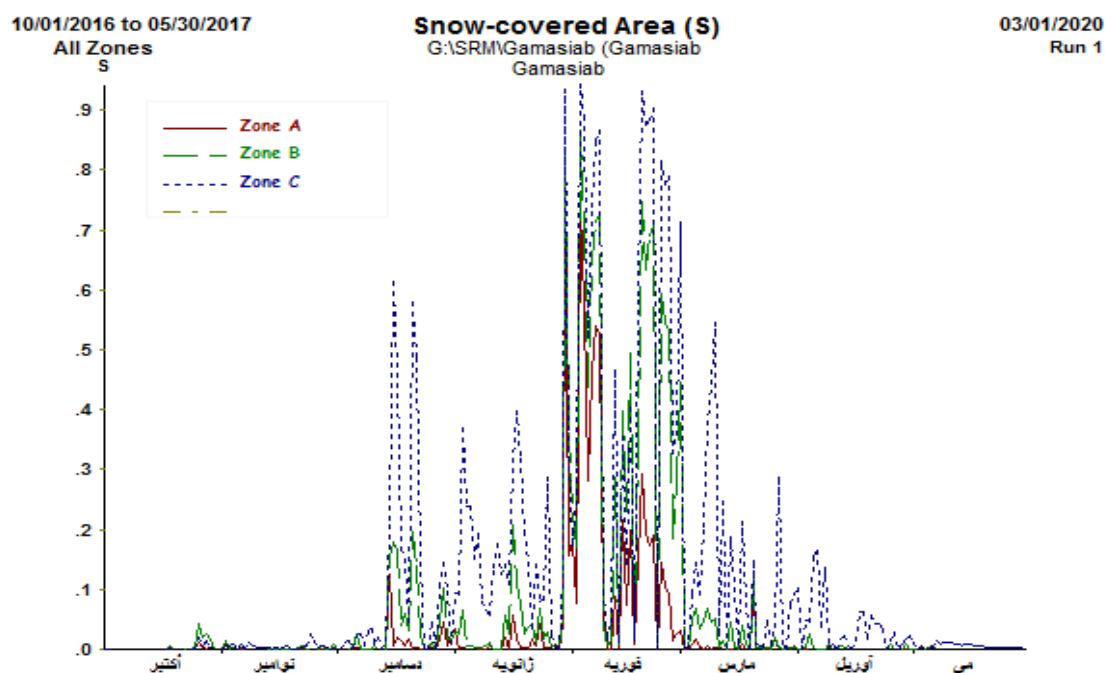 10/01/2016 to 05/30/2017
All Zones
Snow-covered Area (S)
G:\SRM\Gamasiab (Gamasiab
Gamasiab
03/01/2020
Run 1
S
.9
.8
.7
.6
.5
.4
.3
.2
.1
.0
Zone A
Zone B
Zone C
أکتبر
نوامبر
دسامبر
ژانویه
فوریه
مارس
آوریل
می